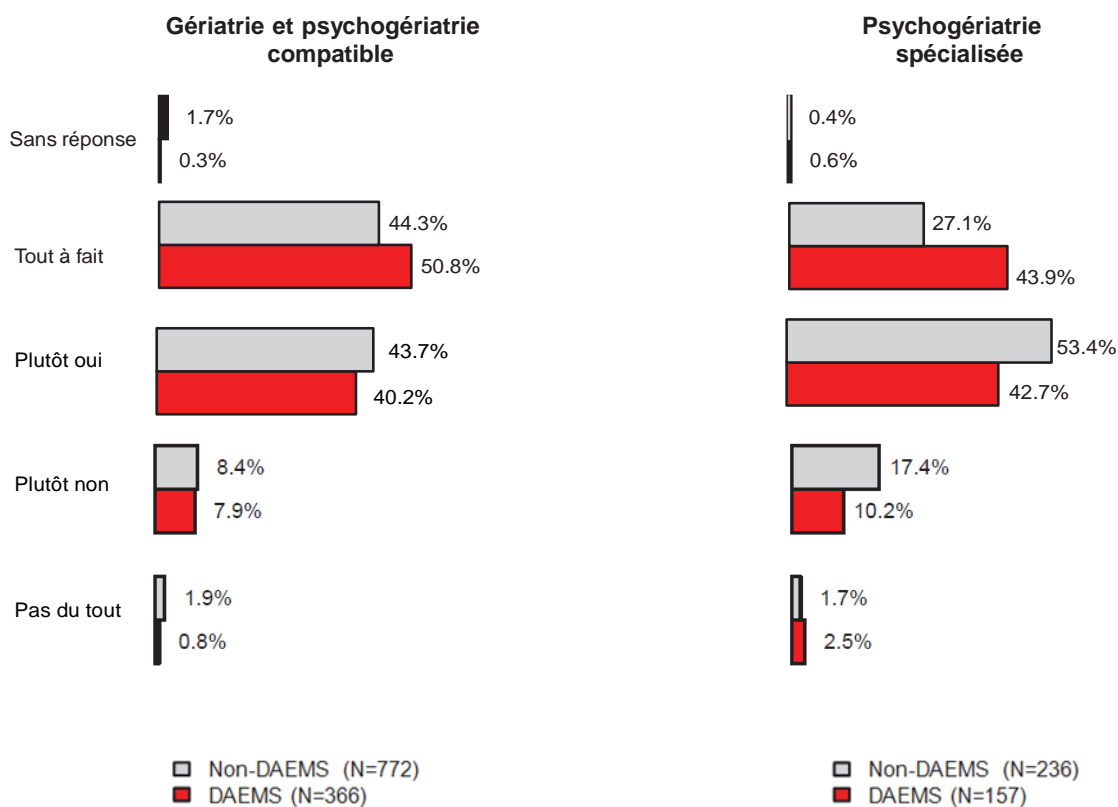 Gériatrie et psychogériatrie
compatible
Psychogériatrie
spécialisée
Sans réponse
1.7%
0.3%
0.4%
0.6%
Tout à fait
44.3%
50.8%
27.1%
43.9%
Plutôt oui
43.7%
40.2%
53.4%
42.7%
Plutôt non
8.4%
7.9%
17.4%
10.2%
Pas du tout
1.9%
0.8%
1.7%
2.5%
Non-DAEMS (N=772)
DAEMS (N=366)
Non-DAEMS (N=236)
DAEMS (N=157)